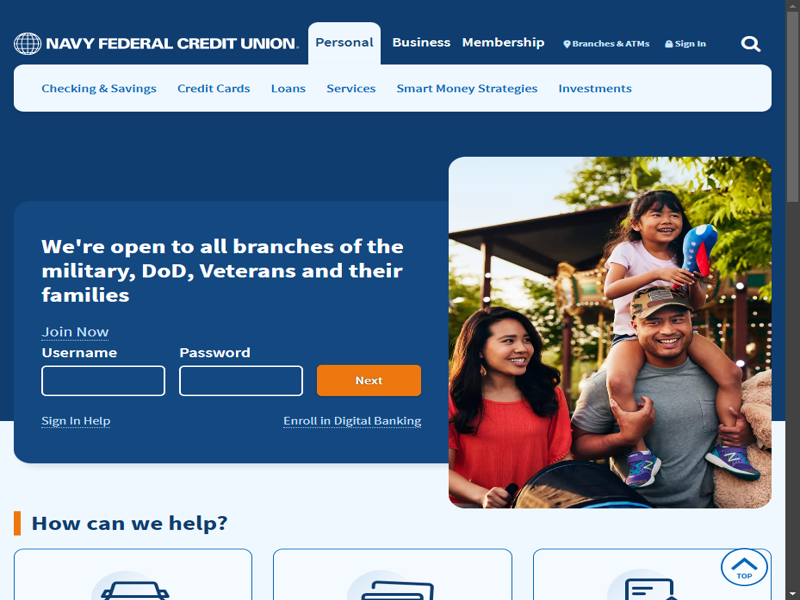 NAVY FEDERAL CREDIT UNION.
Personal
Business
Membership
Branches & ATMs
Sign In
Checking & Savings
Credit Cards
Loans
Services
Smart Money Strategies
Investments
We're open to all branches of the
military, DoD, Veterans and their
families
Join Now
Username
Password
Next
Sign In Help
Enroll in Digital Banking
How can we help?
TOP